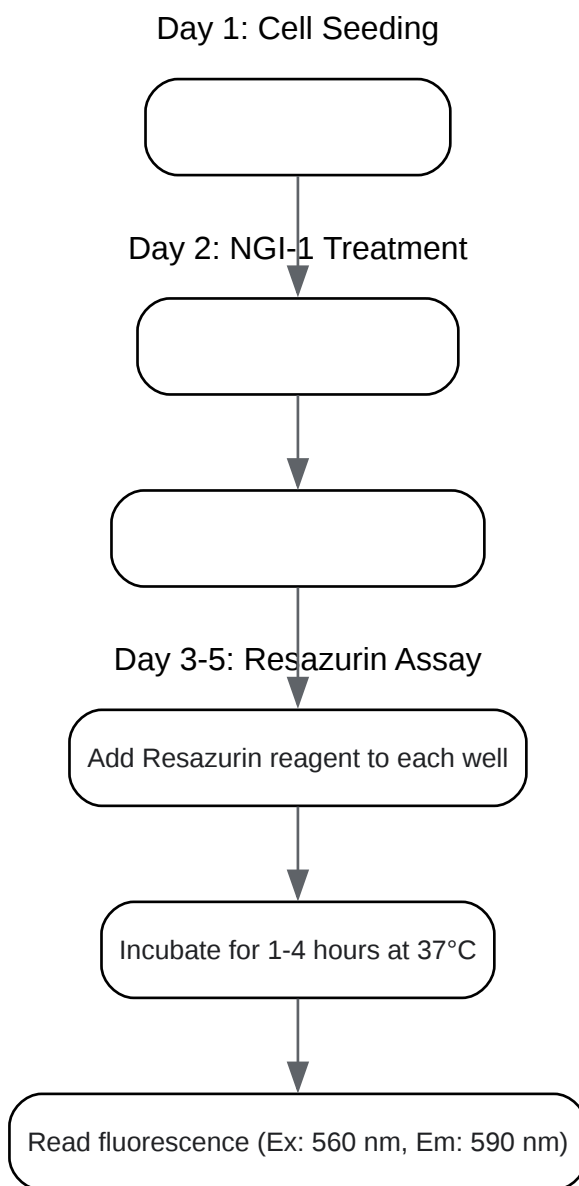 Day 1: Cell Seeding
Day 2: NGI-1 Treatment
Day 3-5: Resazurin Assay
Add Resazurin reagent to each well
Incubate for 1-4 hours at 37°C
Read fluorescence (Ex: 560 nm, Em: 590 nm)